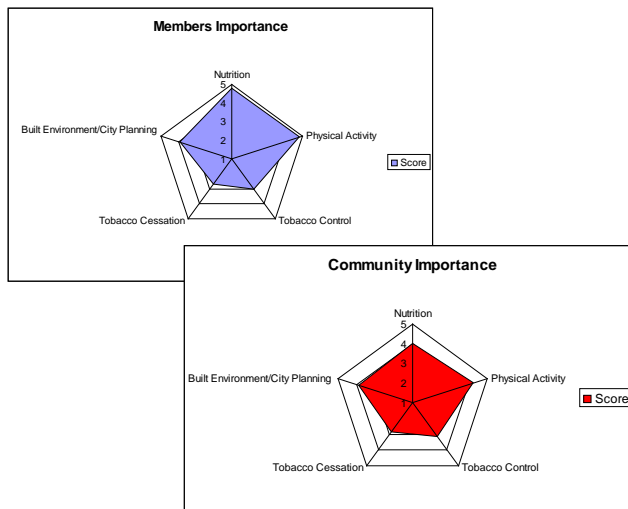 Members Importance
Nutrition
5
4
3
2
1
Built Environment/City Planning
Physical Activity
Score
Tobacco Cessation
Tobacco Control
Community Importance
Nutrition
5
4
3
2
1
Built Environment/City Planning
Physical Activity
Score
Tobacco Cessation
Tobacco Control